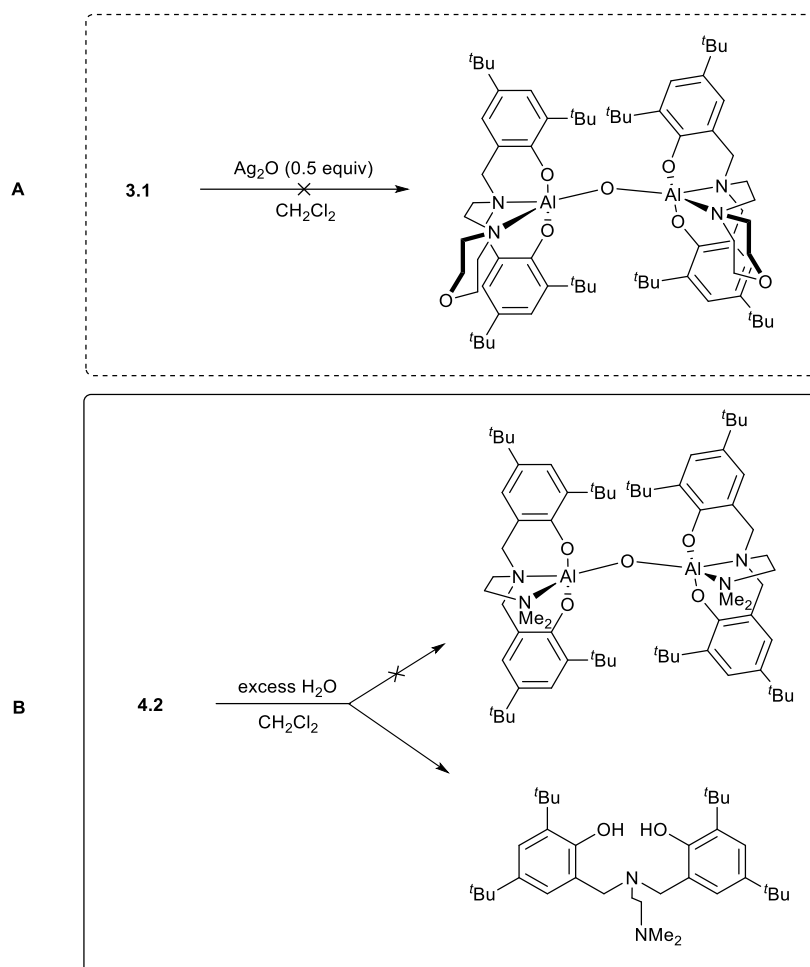 ᵗBu ᵗBu
ᵗBu ᵗBu
Ag₂O (0.5 equiv)
O O
A 3.1 N Al O Al N
CH₂Cl₂
N O O N
O ᵗBu ᵗBu O
ᵗBu ᵗBu
ᵗBu ᵗBu
ᵗBu ᵗBu
O O
N Al O Al N
N O O N
Me₂ Me₂
ᵗBu ᵗBu
excess H₂O
B 4.2
CH₂Cl₂
ᵗBu ᵗBu
ᵗBu ᵗBu
OH HO
ᵗBu N ᵗBu
NMe₂